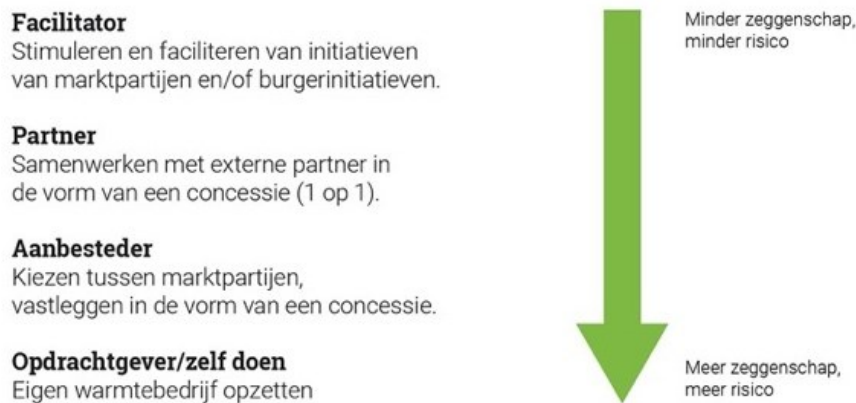 Facilitator
Stimuleren en faciliteren van initiatieven
van marktpartijen en/of burgerinitiatieven.
Partner
Samenwerken met externe partner in
de vorm van een concessie (1 op 1).
Aanbesteder
Kiezen tussen marktpartijen,
vastleggen in de vorm van een concessie.
Opdrachtgever/zelf doen
Eigen warmtebedrijf opzetten
Minder zeggenschap,
minder risico
Meer zeggenschap,
meer risico